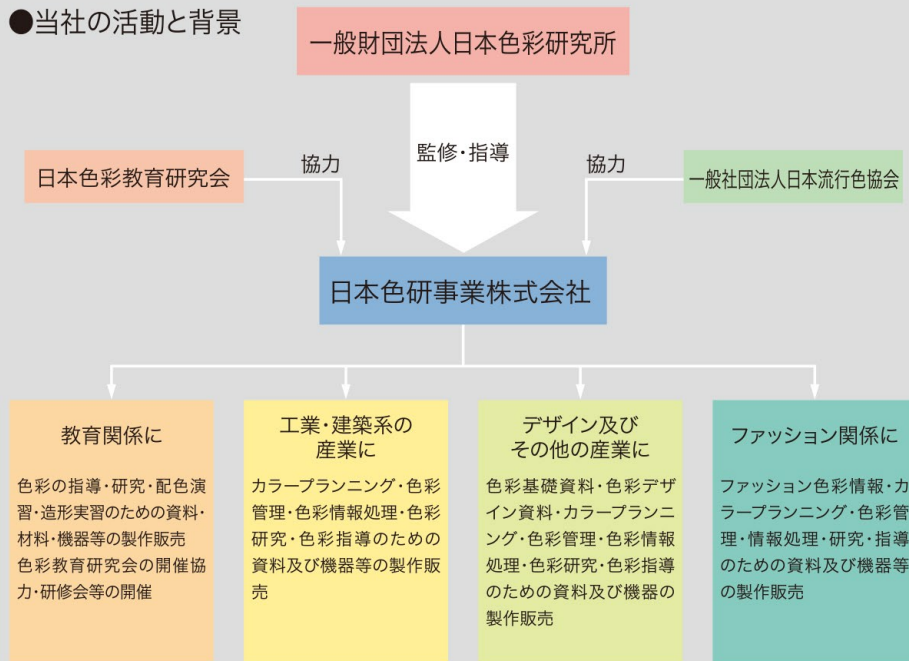 ●当社の活動と背景
一般財団法人日本色彩研究所
監修・指導
日本色彩教育研究会
協力
協力
一般社団法人日本流行色協会
日本色研事業株式会社
教育関係に
色彩の指導・研究・配色演
習・造形実習のための資料・
材料・機器等の製作販売
色彩教育研究会の開催協
力・研修会等の開催
工業・建築系の
産業に
カラープランニング・色彩
管理・色彩情報処理・色彩
研究・色彩指導のための
資料及び機器等の製作販
売
デザイン及び
その他の産業に
色彩基礎資料・色彩デザ
イン資料・カラープランニ
ング・色彩管理・色彩情報
処理・色彩研究・色彩指導
のための資料及び機器の
製作販売
ファッション関係に
ファッション色彩情報・カ
ラープランニング・色彩管
理・情報処理・研究・指導
のための資料及び機器等
の製作販売